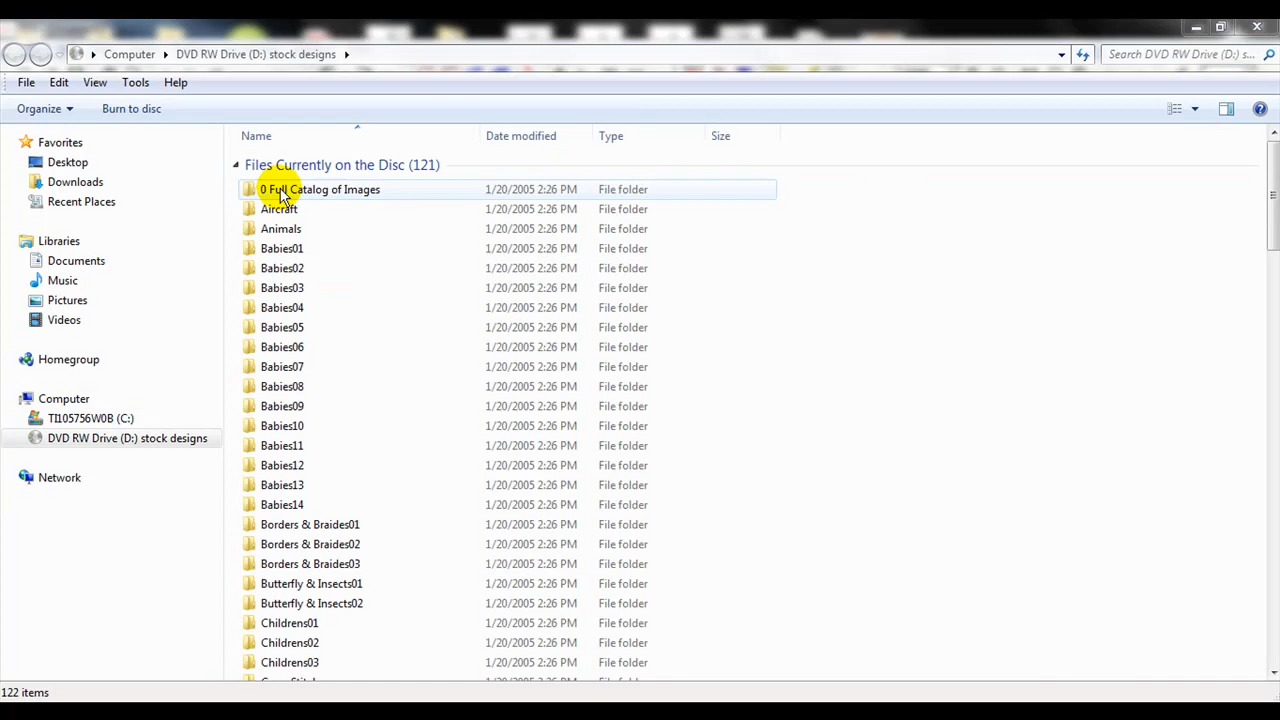 Computer DVD RW Drive (D:) stock designs Search DVD RW Drive (D:) s...
File Edit View Tools Help
Organize Burn to disc
Favorites
Desktop
Downloads
Recent Places
Libraries
Documents
Music
Pictures
Videos
Homegroup
Computer
TI105756W0B (C:)
DVD RW Drive (D:) stock designs
Network
Name Date modified Type Size
Files Currently on the Disc (121)
0 Full Catalog of Images 1/20/2005 2:26 PM File folder
Aircraft 1/20/2005 2:26 PM File folder
Animals 1/20/2005 2:26 PM File folder
Babies01 1/20/2005 2:26 PM File folder
Babies02 1/20/2005 2:26 PM File folder
Babies03 1/20/2005 2:26 PM File folder
Babies04 1/20/2005 2:26 PM File folder
Babies05 1/20/2005 2:26 PM File folder
Babies06 1/20/2005 2:26 PM File folder
Babies07 1/20/2005 2:26 PM File folder
Babies08 1/20/2005 2:26 PM File folder
Babies09 1/20/2005 2:26 PM File folder
Babies10 1/20/2005 2:26 PM File folder
Babies11 1/20/2005 2:26 PM File folder
Babies12 1/20/2005 2:26 PM File folder
Babies13 1/20/2005 2:26 PM File folder
Babies14 1/20/2005 2:26 PM File folder
Borders & Braides01 1/20/2005 2:26 PM File folder
Borders & Braides02 1/20/2005 2:26 PM File folder
Borders & Braides03 1/20/2005 2:26 PM File folder
Butterfly & Insects01 1/20/2005 2:26 PM File folder
Butterfly & Insects02 1/20/2005 2:26 PM File folder
Childrens01 1/20/2005 2:26 PM File folder
Childrens02 1/20/2005 2:26 PM File folder
Childrens03 1/20/2005 2:26 PM File folder
122 items